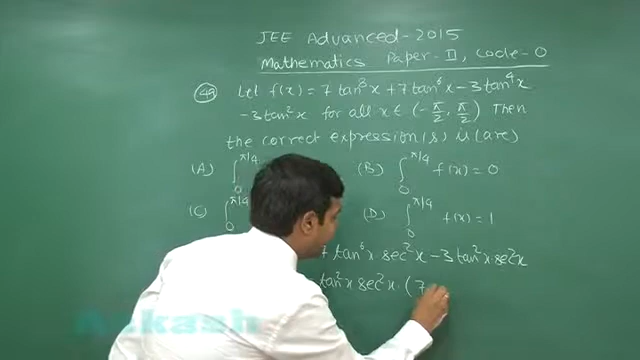 JEE Advanced - 2015
Mathematics Paper - II, Code - 0
49 Let f(x) = 7 tan⁸x + 7 tan⁶x - 3 tan⁴x
- 3 tan²x for all x ∈ (-π/2, π/2) Then
the correct expression(s) is (are)
(A) ∫₀^π/4 (B) ∫₀^π/4 f(x) = 0
(C) ∫₀^π/4 (D) ∫₀^π/4 f(x) = 1
7 tan⁶x sec²x - 3 tan²x. sec²x
tan²x sec²x. ( 7
Aakash